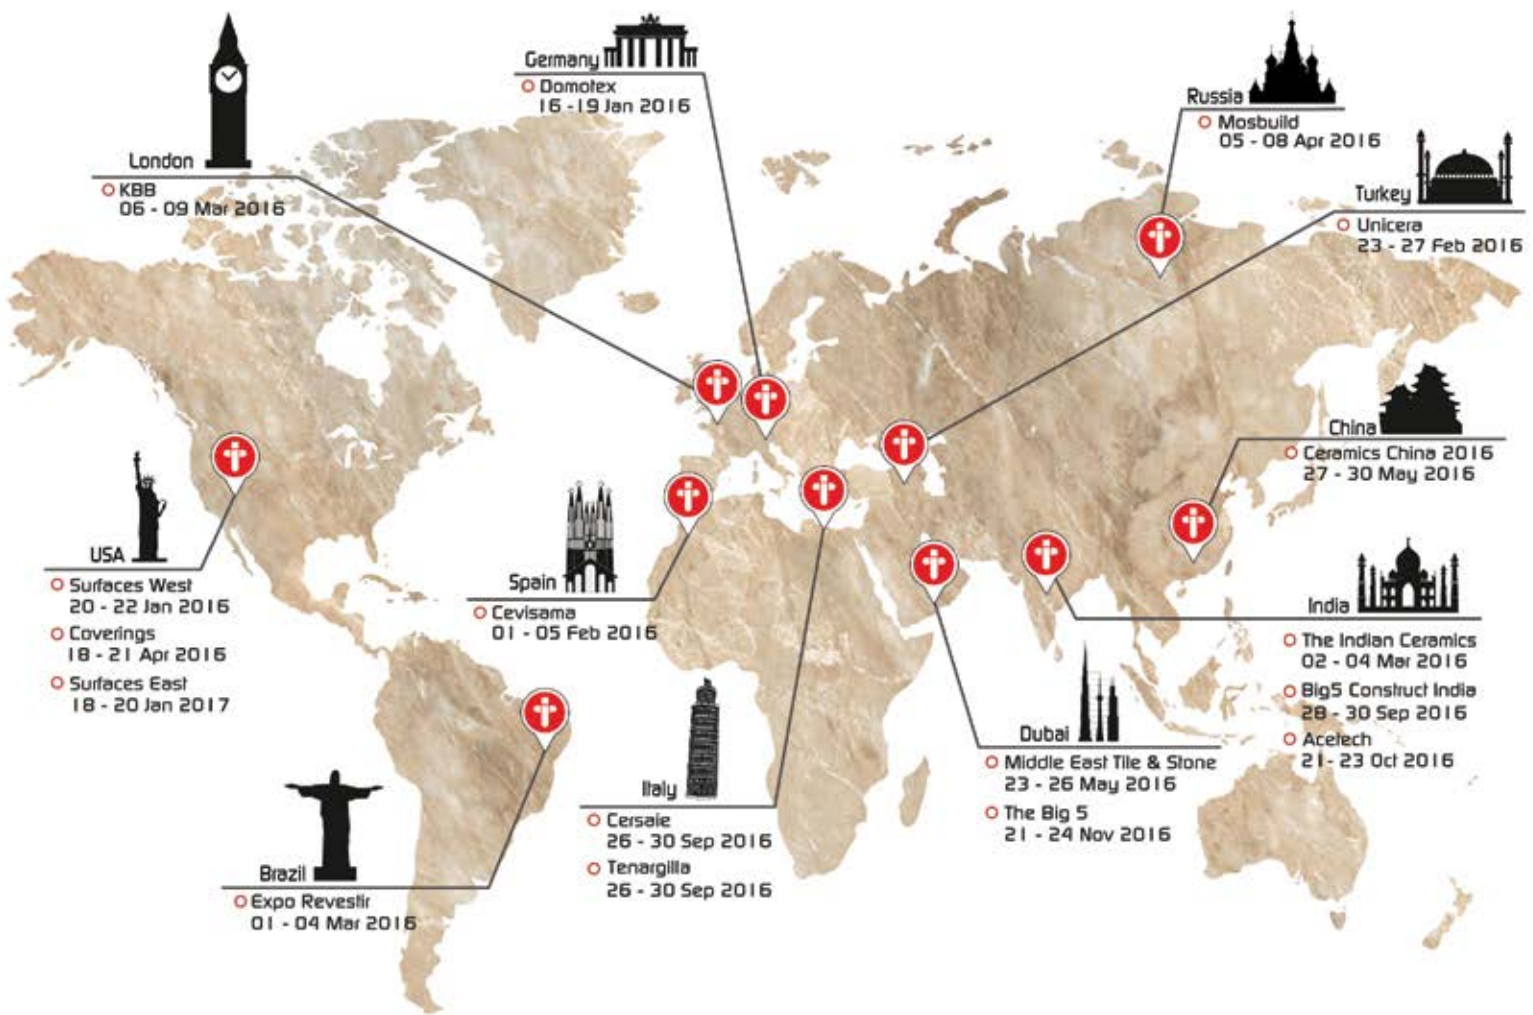 Germany
Domotex
16 -19 Jan 2016
Russia
Mosbuild
05 - 08 Apr 2016
London
KBB
06 - 09 Mar 2016
Turkey
Unicera
23 - 27 Feb 2016
China
Ceramics China 2016
27 - 30 May 2016
USA
Surfaces West
20 - 22 Jan 2016
Coverings
18 - 21 Apr 2016
Surfaces East
18 - 20 Jan 2017
Spain
Cevisama
01 - 05 Feb 2016
India
The Indian Ceramics
02 - 04 Mar 2016
Big5 Construct India
28 - 30 Sep 2016
Acetech
21- 23 Oct 2016
Dubai
Middle East Tile & Stone
23 - 26 May 2016
The Big 5
21 - 24 Nov 2016
Italy
Cersaie
26 - 30 Sep 2016
Tenargilla
26 - 30 Sep 2016
Brazil
Expo Revestir
01 - 04 Mar 2016